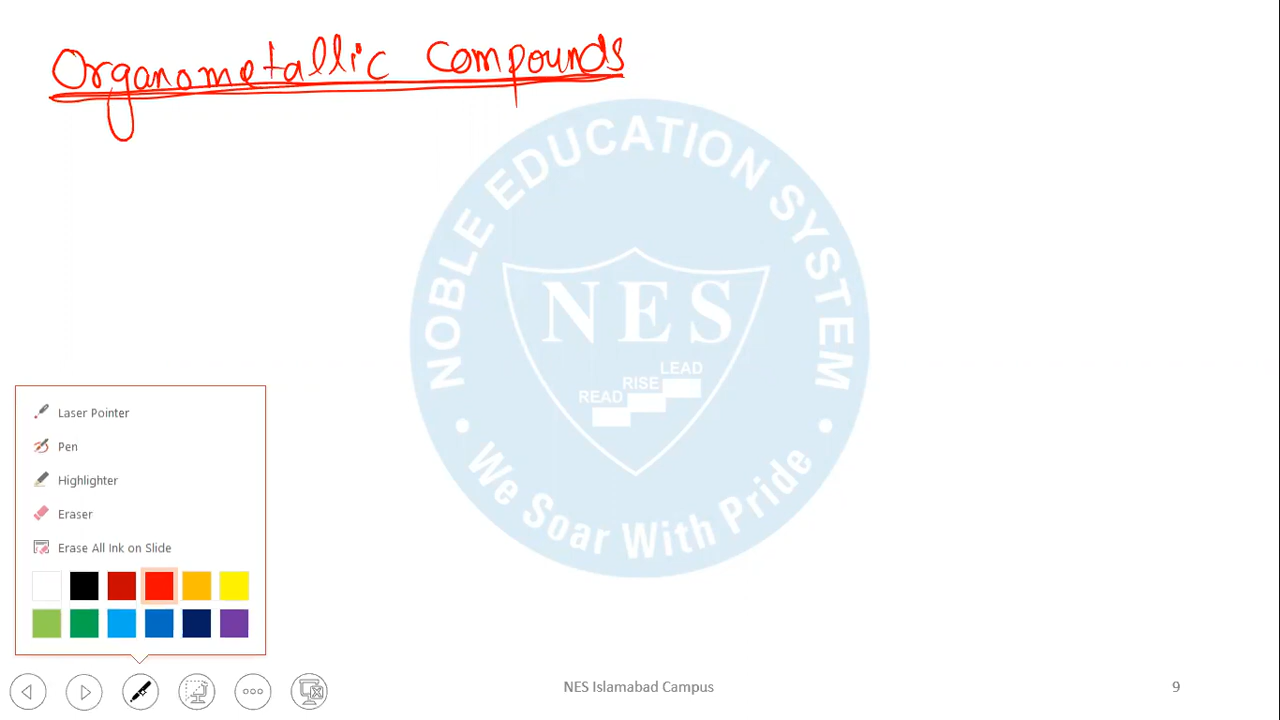 Organometallic Compounds
NOBLE EDUCATION SYSTEM
NES
LEAD
RISE
READ
• We Soar With Pride •
Laser Pointer
Pen
Highlighter
Eraser
Erase All Ink on Slide
NES Islamabad Campus
9